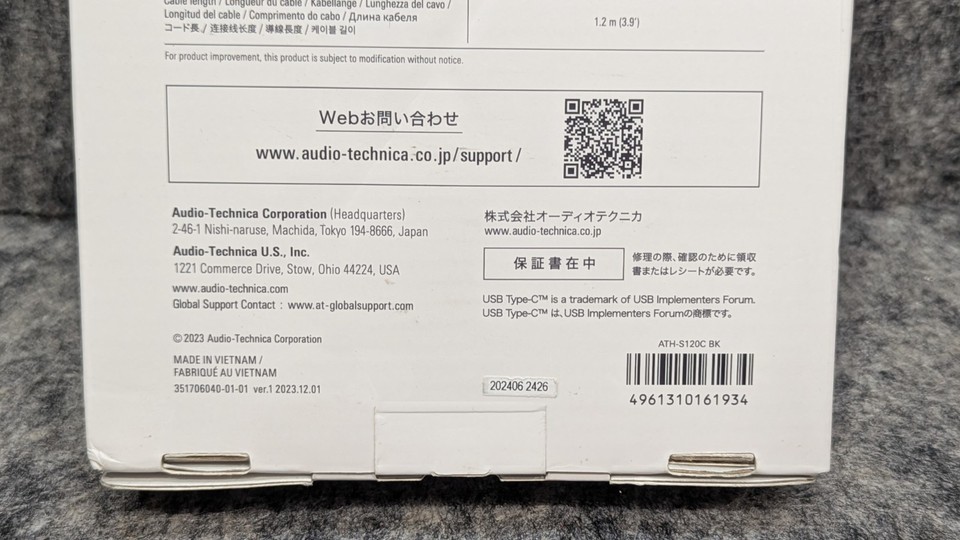 Cable length / Longueur du câble / Kabellänge / Lunghezza del cavo /
Longitud del cable / Comprimento do cabo / Длина кабеля
コード長 / 连接线长度 / 導線長度 / 케이블 길이
1.2 m (3.9′)
For product improvement, this product is subject to modification without notice.
Webお問い合わせ
www.audio-technica.co.jp/support/
Audio-Technica Corporation (Headquarters)
2-46-1 Nishi-naruse, Machida, Tokyo 194-8666, Japan
Audio-Technica U.S., Inc.
1221 Commerce Drive, Stow, Ohio 44224, USA
www.audio-technica.com
Global Support Contact : www.at-globalsupport.com
© 2023 Audio-Technica Corporation
MADE IN VIETNAM /
FABRIQUÉ AU VIETNAM
351706040-01-01 ver.1 2023.12.01
株式会社オーディオテクニカ
www.audio-technica.co.jp
保証書在中
修理の際、確認のために領収
書またはレシートが必要です。
USB Type-C™ is a trademark of USB Implementers Forum.
USB Type-C™ は、USB Implementers Forumの商標です。
202406 2426
ATH-S120C BK
4961310161934